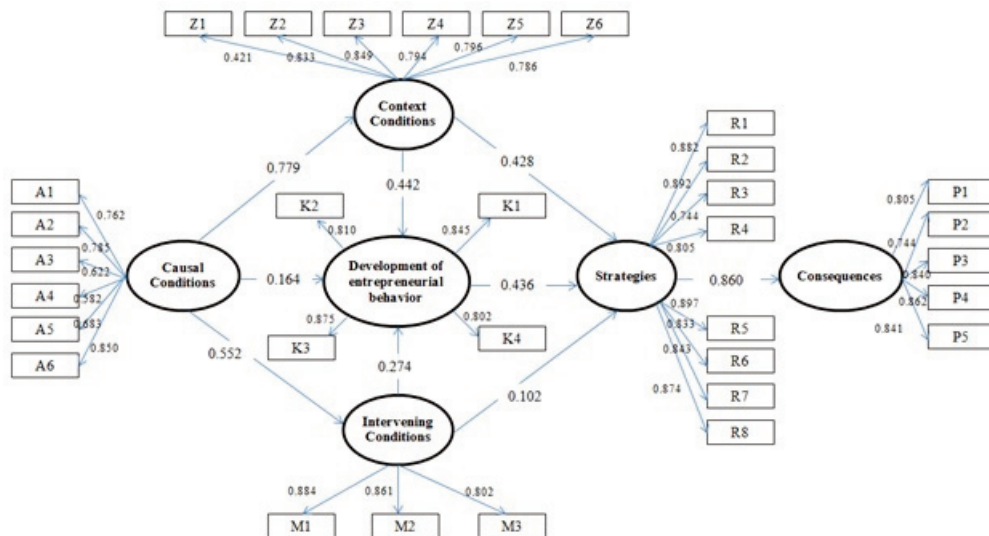 Z1 Z2 Z3 Z4 Z5 Z6
0.421 0.833 0.849 0.794 0.796 0.786
Context
Conditions
R1
0.882
R2
0.892
R3
0.744
R4
0.805
0.779
0.428
0.442
A1
0.762
A2
0.785
A3
0.622
A4
0.582
A5
0.683
A6
0.850
K2
0.810
K1
0.845
Causal
Conditions
0.164
Development of
entrepreneurial
behavior
0.436
Strategies
0.860
Consequences
P1
0.805
P2
0.744
P3
0.840
P4
0.862
P5
0.841
K3
0.875
K4
0.802
0.552
0.274
0.102
0.897
R5
0.833
R6
0.843
R7
0.874
R8
Intervening
Conditions
0.884 0.861 0.802
M1 M2 M3